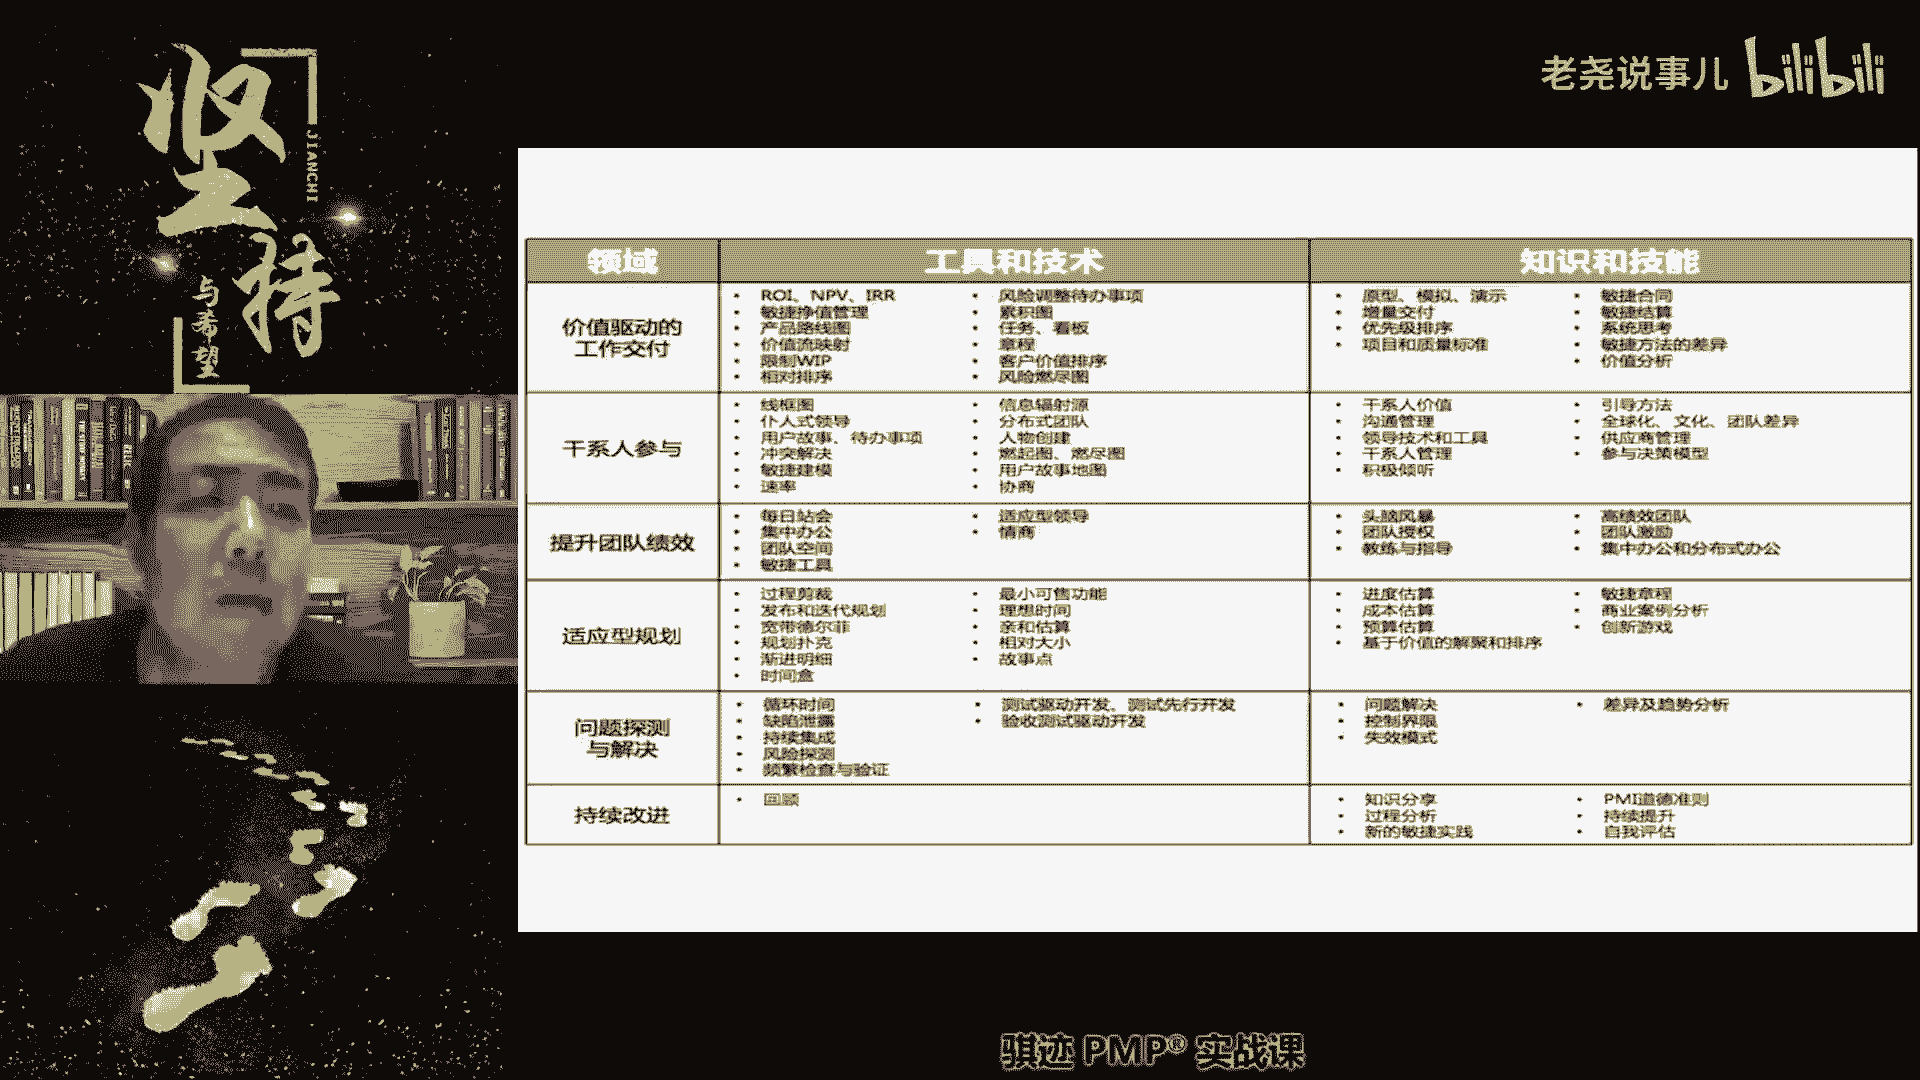 坚持
JIANCHI
与希望
老尧说事儿 bilibili
领域 工具和技术 知识和技能
价值驱动的
工作交付
• ROI、NPV、IRR
• 敏捷挣值管理
• 产品路线图
• 价值流映射
• 限制WIP
• 相对排序
• 风险调整待办事项
• 累积图
• 任务、看板
• 章程
• 客户价值排序
• 风险燃尽图
• 原型、模拟、演示
• 增量交付
• 优先级排序
• 项目和质量标准
• 敏捷合同
• 敏捷结算
• 系统思考
• 敏捷方法的差异
• 价值分析
干系人参与
• 线框图
• 仆人式领导
• 用户故事、待办事项
• 冲突解决
• 敏捷建模
• 速率
• 信息辐射源
• 分布式团队
• 人物创建
• 燃起图、燃尽图
• 用户故事地图
• 协商
• 干系人价值
• 沟通管理
• 领导技术和工具
• 干系人管理
• 积极倾听
• 引导方法
• 全球化、文化、团队差异
• 供应商管理
• 参与决策模型
提升团队绩效
• 每日站会
• 集中办公
• 团队空间
• 敏捷工具
• 适应型领导
• 情商
• 头脑风暴
• 团队授权
• 教练与指导
• 高绩效团队
• 团队激励
• 集中办公和分布式办公
适应型规划
• 过程剪裁
• 发布和迭代规划
• 宽带德尔菲
• 规划扑克
• 渐进明细
• 时间盒
• 最小可售功能
• 理想时间
• 亲和估算
• 相对大小
• 故事点
• 进度估算
• 成本估算
• 预算估算
• 基于价值的解聚和排序
• 敏捷章程
• 商业案例分析
• 创新游戏
问题探测
与解决
• 循环时间
• 缺陷泄露
• 持续集成
• 风险探测
• 频繁检查与验证
• 测试驱动开发、测试先行开发
• 验收测试驱动开发
• 问题解决
• 控制界限
• 失效模式
• 差异及趋势分析
持续改进
• 回顾
• 知识分享
• 过程分析
• 新的敏捷实践
• PMI道德准则
• 持续提升
• 自我评估
骐迹 PMP® 实战课